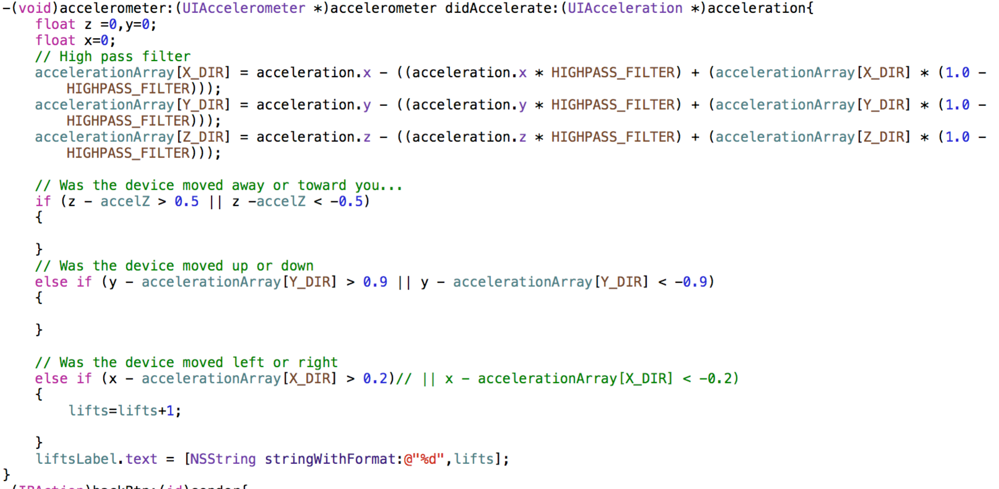 -(void)accelerometer:(UIAccelerometer *)accelerometer didAccelerate:(UIAcceleration *)acceleration{
    float z =0,y=0;
    float x=0;
    // High pass filter
    accelerationArray[X_DIR] = acceleration.x - ((acceleration.x * HIGHPASS_FILTER) + (accelerationArray[X_DIR] * (1.0 -
        HIGHPASS_FILTER)));
    accelerationArray[Y_DIR] = acceleration.y - ((acceleration.y * HIGHPASS_FILTER) + (accelerationArray[Y_DIR] * (1.0 -
        HIGHPASS_FILTER)));
    accelerationArray[Z_DIR] = acceleration.z - ((acceleration.z * HIGHPASS_FILTER) + (accelerationArray[Z_DIR] * (1.0 -
        HIGHPASS_FILTER)));

    // Was the device moved away or toward you...
    if (z - accelZ > 0.5 || z -accelZ < -0.5)
    {

    }
    // Was the device moved up or down
    else if (y - accelerationArray[Y_DIR] > 0.9 || y - accelerationArray[Y_DIR] < -0.9)
    {

    }

    // Was the device moved left or right
    else if (x - accelerationArray[X_DIR] > 0.2)// || x - accelerationArray[X_DIR] < -0.2)
    {
        lifts=lifts+1;

    }
    liftsLabel.text = [NSString stringWithFormat:@"%d",lifts];
}
(IBAction)backBtn:(id)sender{